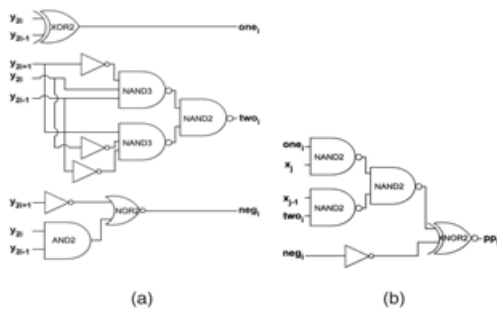 y2i
XOR2
onei
y2i-1
y2i+1
y2i
NAND3
y2i-1
NAND2
twoi
NAND3
y2i+1
NOR2
negi
y2i
AND2
y2i-1
(a)
onei
NAND2
xj
NAND2
xj-1
NAND2
twoi
XNOR2
negi
(b)